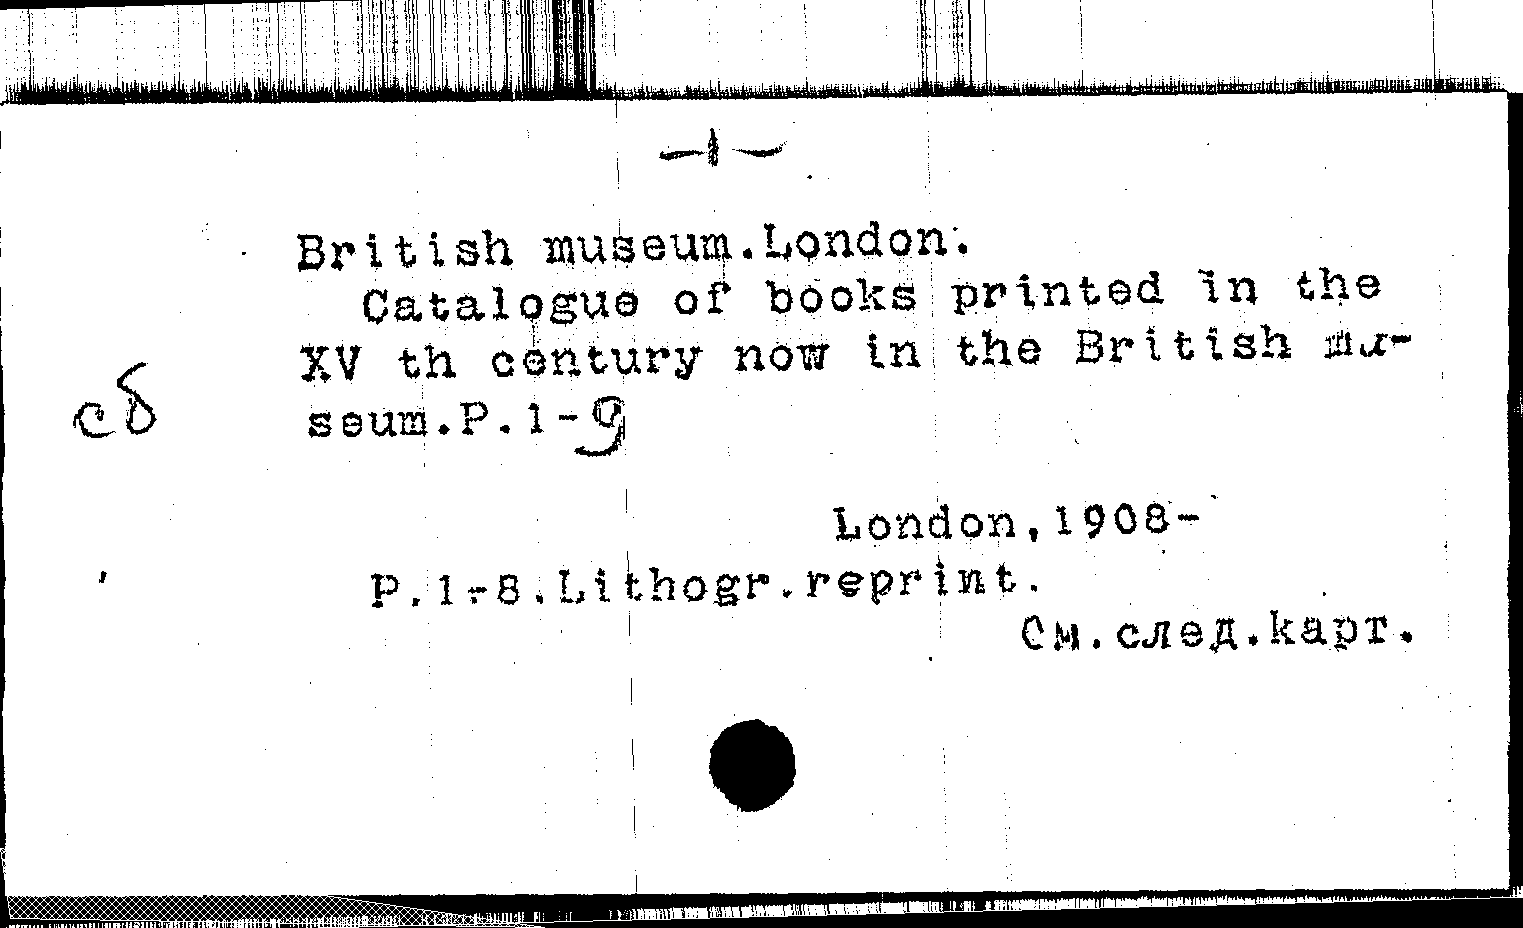 -1-
British museum.London.
Catalogue of books printed in the
XV th century now in the British mu-
сб
seum.P.1-9
London,1908-
P.1-8.Lithogr.reprint.
См.след.карт.